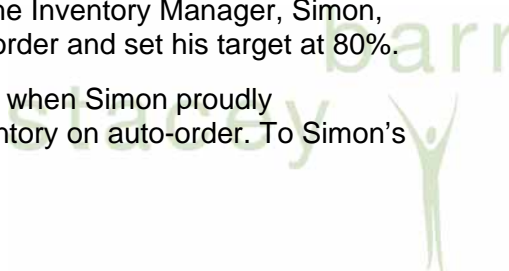 ne Inventory Manager, Simon,
order and set his target at 80%.
barr
when Simon proudly
stacey
ntory on auto-order. To Simon's